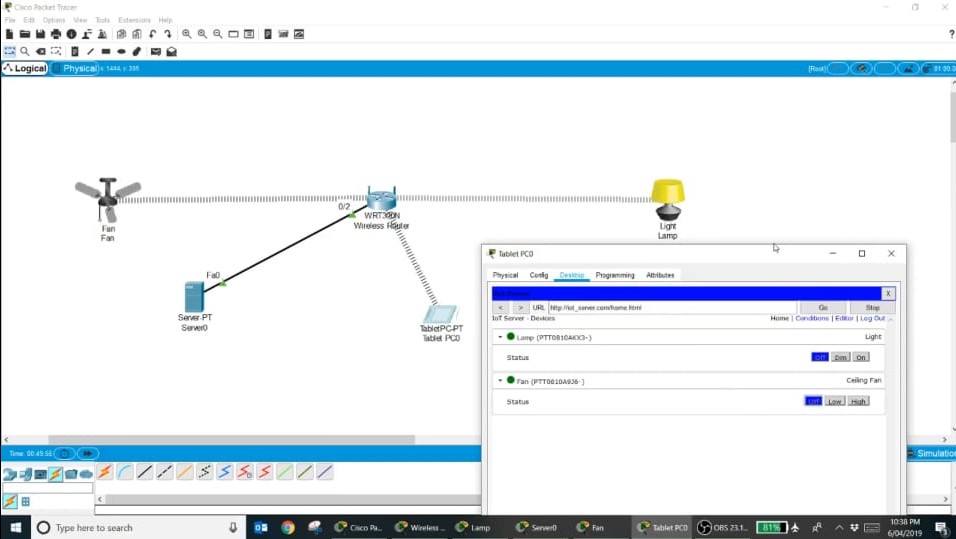 Cisco Packet Tracer
File Edit Options View Tools Extensions Help
Logical
Physical x: 1444, y: 335
[Root]
0/2
WRT300N
Wireless Router
Fan
Fan
Light
Lamp
Fa0
Server-PT
Server0
TabletPC-PT
Tablet PC0
Tablet PC0
Physical Config Desktop Programming Attributes
X
< > URL http://iot_server.com/home.html Go Stop
IoT Server - Devices Home | Conditions | Editor | Log Out
Lamp (PTT0810AKX3-) Light
Status Off Dim On
Fan (PTT0810A9J6-) Ceiling Fan
Status Off Low High
Time: 00:49:55
Simulatio
Type here to search
Cisco Pa... Wireless ... Lamp Server0 Fan Tablet PC0 OBS 23.1... 81%
10:38 PM
6/04/2019